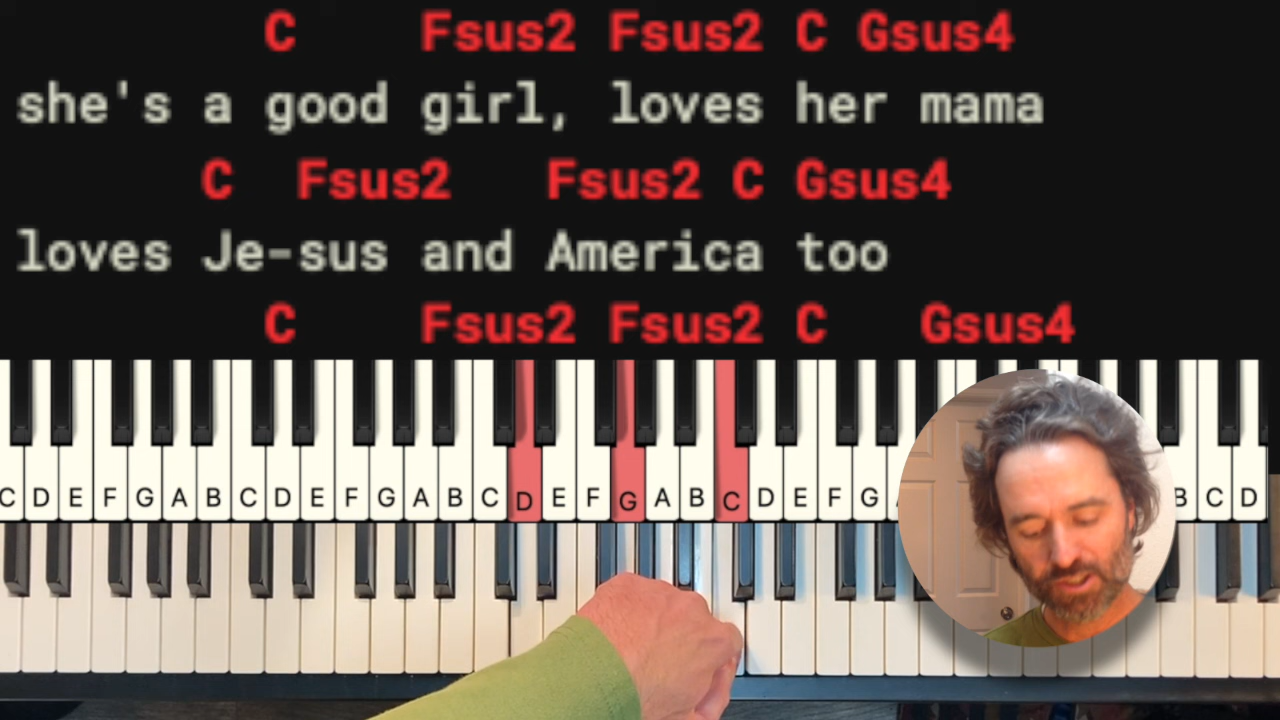 C Fsus2 Fsus2 C Gsus4
she's a good girl, loves her mama
C Fsus2 Fsus2 C Gsus4
loves Je-sus and America too
C Fsus2 Fsus2 C Gsus4
C D E F G A B C D E F G A B C D E F G A B C D E F G B C D